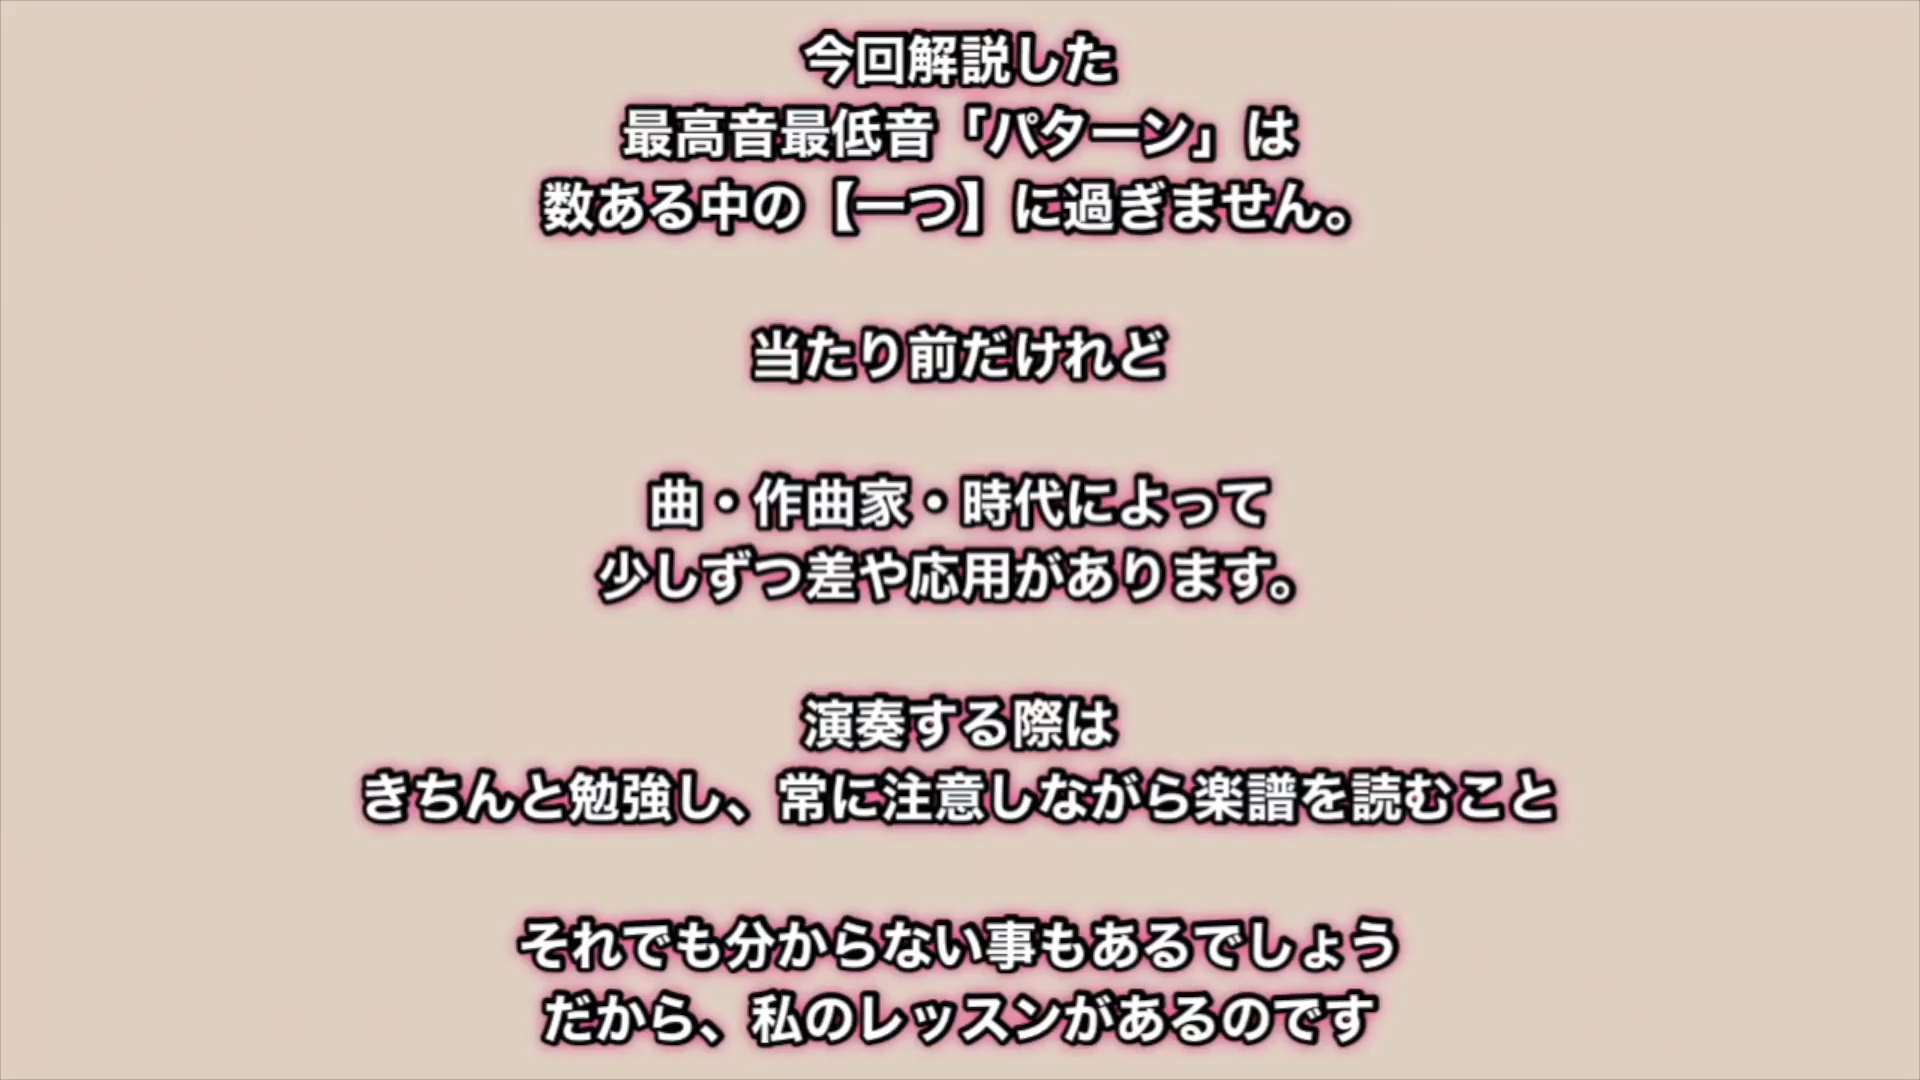 今回解説した
最高音最低音「パターン」は
数ある中の【一つ】に過ぎません。
当たり前だけれど
曲・作曲家・時代によって
少しずつ差や応用があります。
演奏する際は
きちんと勉強し、常に注意しながら楽譜を読むこと
それでも分からない事もあるでしょう
だから、私のレッスンがあるのです